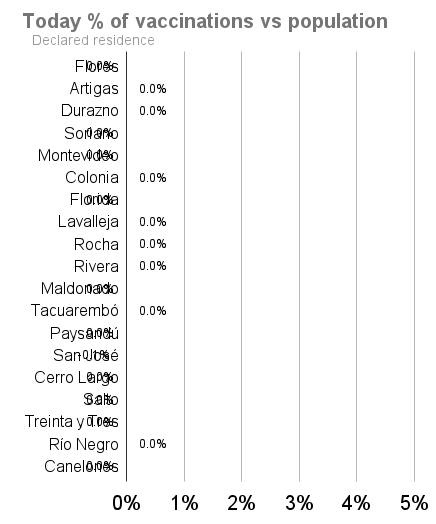 Today % of vaccinations vs population
Declared residence
Flores 0.0%
Artigas 0.0%
Durazno 0.0%
Soriano 0.0%
Montevideo 0.0%
Colonia 0.0%
Florida 0.0%
Lavalleja 0.0%
Rocha 0.0%
Rivera 0.0%
Maldonado 0.0%
Tacuarembó 0.0%
Paysandú 0.0%
San José -0.1%
Cerro Largo 0.0%
Salto 0.0%
Treinta y Tres 0.0%
Río Negro 0.0%
Canelones 0.0%
0% 1% 2% 3% 4% 5%